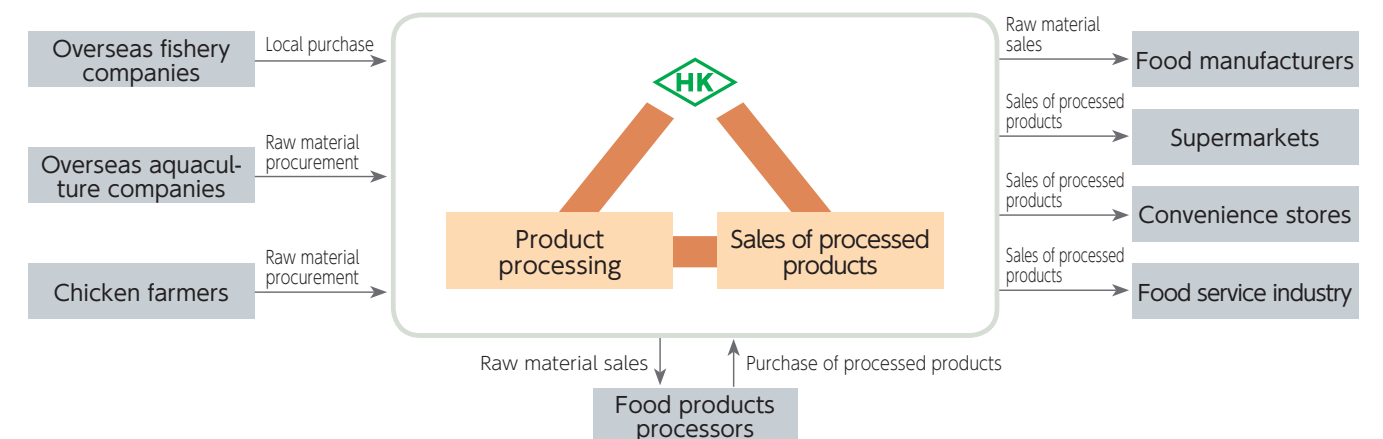 Overseas fishery
companies
Local purchase
Overseas aquacul-
ture companies
Raw material
procurement
Chicken farmers
Raw material
procurement
HK
Product
processing
Sales of processed
products
Raw material
sales
Food manufacturers
Sales of processed
products
Supermarkets
Sales of processed
products
Convenience stores
Sales of processed
products
Food service industry
Raw material sales
Purchase of processed products
Food products
processors